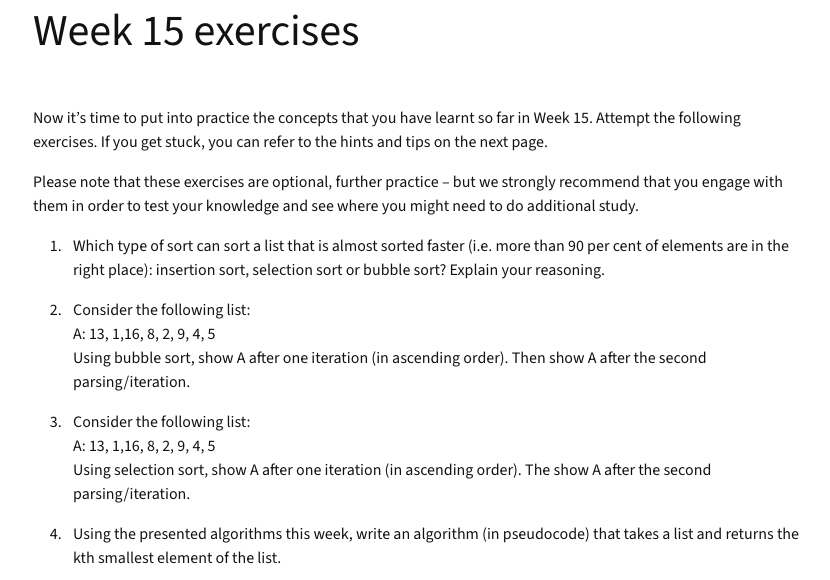 Week 15 exercises
Now it's time to put into practice the concepts that you have learnt so far in Week 15. Attempt the following
exercises. If you get stuck, you can refer to the hints and tips on the next page.
Please note that these exercises are optional, further practice – but we strongly recommend that you engage with
them in order to test your knowledge and see where you might need to do additional study.
1. Which type of sort can sort a list that is almost sorted faster (i.e. more than 90 per cent of elements are in the
right place): insertion sort, selection sort or bubble sort? Explain your reasoning.
2. Consider the following list:
A: 13, 1,16, 8, 2, 9, 4, 5
Using bubble sort, show A after one iteration (in ascending order). Then show A after the second
parsing/iteration.
3. Consider the following list:
A: 13, 1,16, 8, 2, 9, 4, 5
Using selection sort, show A after one iteration (in ascending order). The show A after the second
parsing/iteration.
4. Using the presented algorithms this week, write an algorithm (in pseudocode) that takes a list and returns the
kth smallest element of the list.